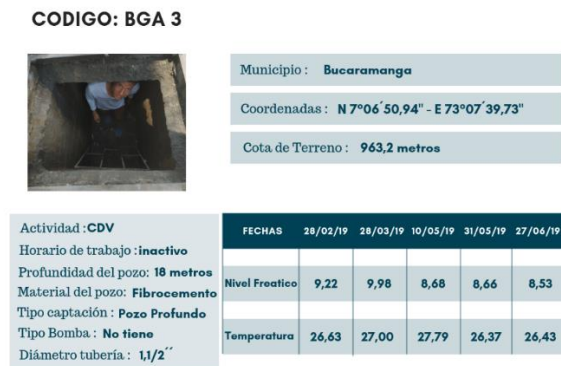 CODIGO: BGA 3
Municipio : Bucaramanga
Coordenadas : N 7°06´50,94" - E 73°07´39,73"
Cota de Terreno : 963,2 metros
Actividad :CDV
Horario de trabajo :inactivo
Profundidad del pozo: 18 metros
Material del pozo: Fibrocemento
Tipo captación : Pozo Profundo
Tipo Bomba : No tiene
Diámetro tubería : 1,1/2´´
FECHAS 28/02/19 28/03/19 10/05/19 31/05/19 27/06/19
Nivel Freatico 9,22 9,98 8,68 8,66 8,53
Temperatura 26,63 27,00 27,79 26,37 26,43